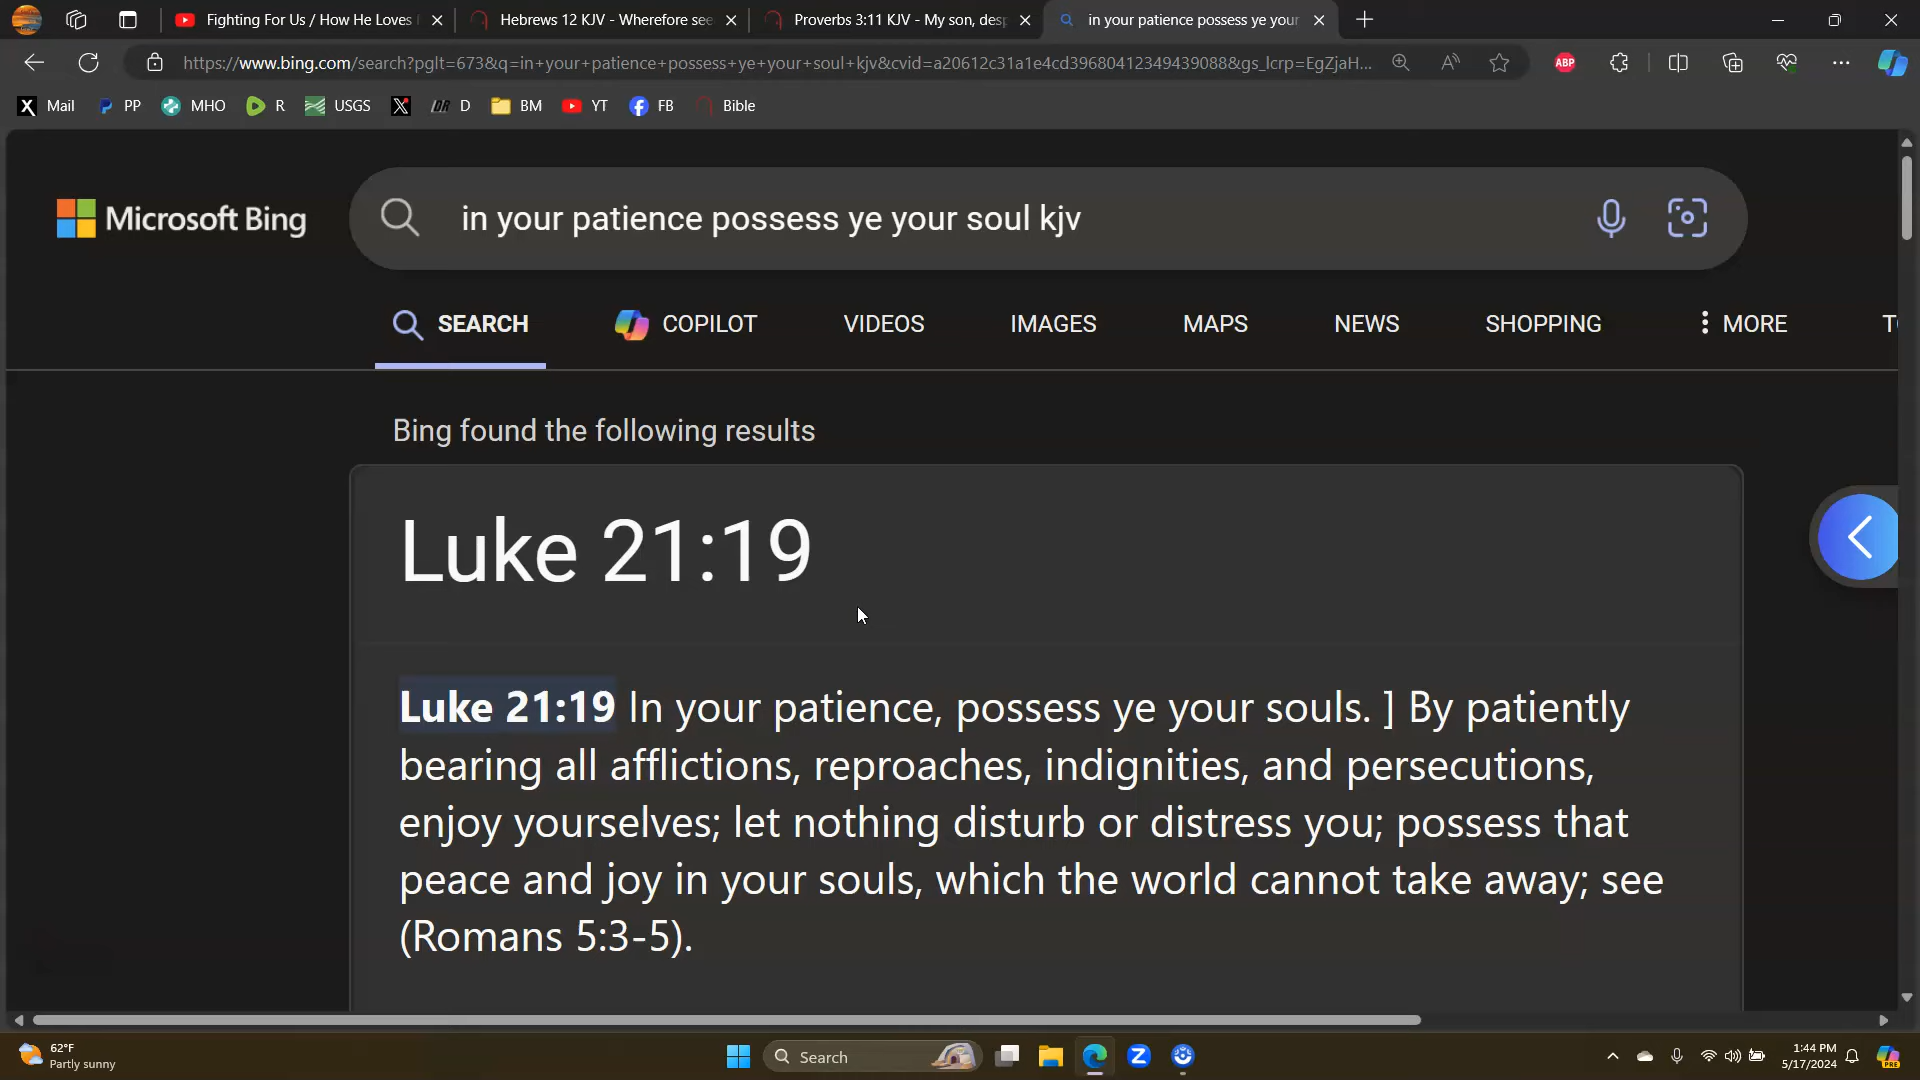 Fighting For Us / How He Loves
Hebrews 12 KJV - Wherefore see
Proverbs 3:11 KJV - My son, desp
in your patience possess ye your
https://www.bing.com/search?pglt=673&q=in+your+patience+possess+ye+your+soul+kjv&cvid=a20612c31a1e4cd39680412349439088&gs_lcrp=EgZjaH...
ABP
Mail
PP
MHO
R
USGS
D
BM
YT
FB
Bible
Microsoft Bing
in your patience possess ye your soul kjv
SEARCH
COPILOT
VIDEOS
IMAGES
MAPS
NEWS
SHOPPING
MORE
Bing found the following results
Luke 21:19
Luke 21:19 In your patience, possess ye your souls. ] By patiently
bearing all afflictions, reproaches, indignities, and persecutions,
enjoy yourselves; let nothing disturb or distress you; possess that
peace and joy in your souls, which the world cannot take away; see
(Romans 5:3-5).
62°F
Partly sunny
Search
1:44 PM
5/17/2024
PRE